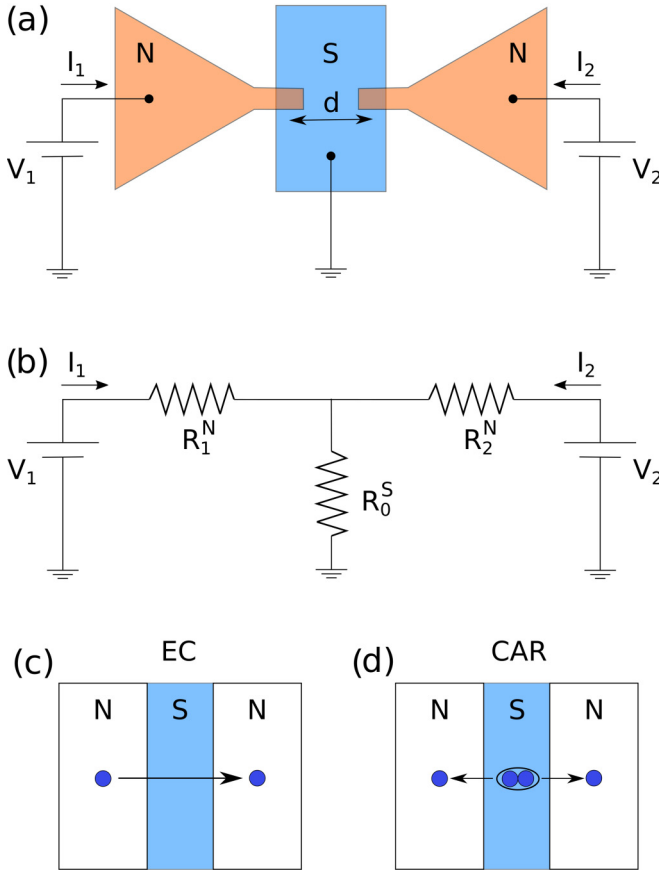 (a)
N S N
I₁ I₂
d
V₁ V₂
(b)
I₁ I₂
R₁ᴺ R₂ᴺ
V₁ V₂
R₀ˢ
EC CAR
(c) (d)
N S N N S N